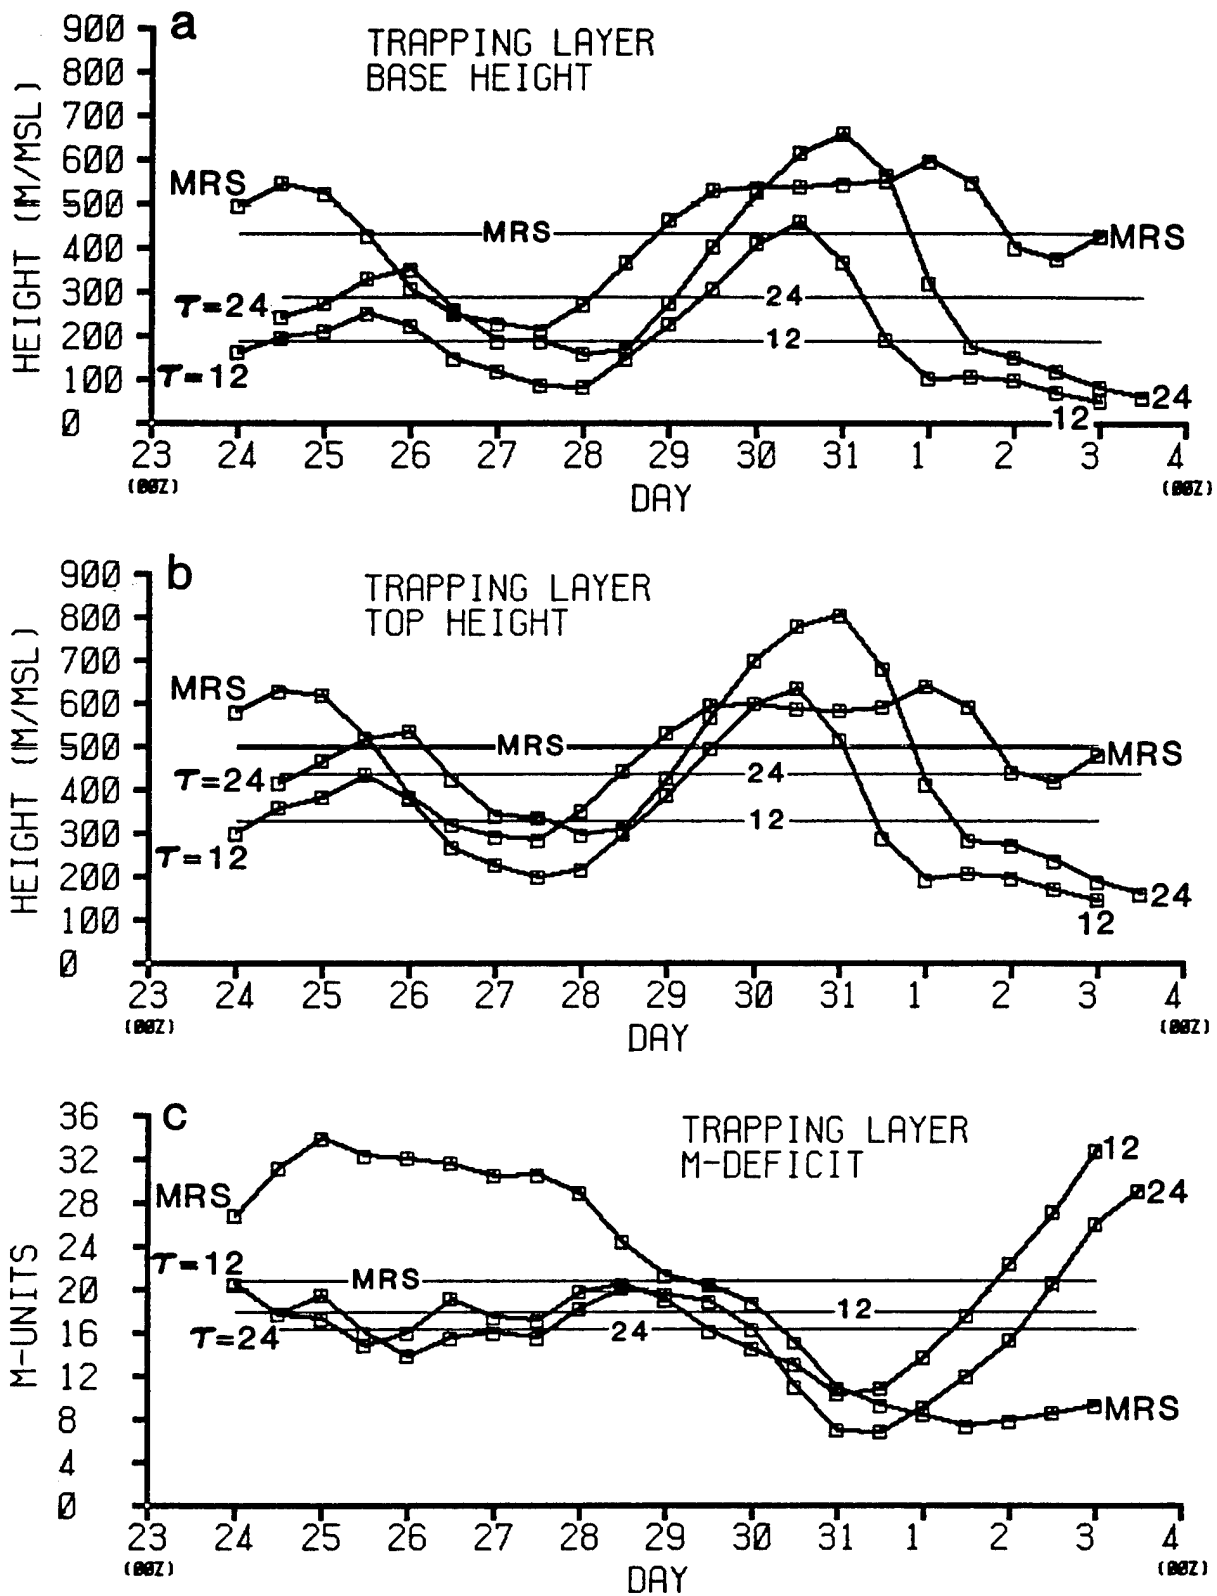 a
TRAPPING LAYER
BASE HEIGHT
HEIGHT (M/MSL)
900
800
700
600
500
400
300
200
100
0
MRS
MRS
MRS
τ=24
24
12
τ=12
24
12
23 24 25 26 27 28 29 30 31 1 2 3 4
(00Z) (00Z)
DAY
b
TRAPPING LAYER
TOP HEIGHT
HEIGHT (M/MSL)
900
800
700
600
500
400
300
200
100
0
MRS
MRS
MRS
τ=24
24
12
τ=12
24
12
23 24 25 26 27 28 29 30 31 1 2 3 4
(00Z) (00Z)
DAY
c
TRAPPING LAYER
M-DEFICIT
M-UNITS
36
32
28
24
20
16
12
8
4
0
12
24
MRS
τ=12
MRS
12
τ=24
24
MRS
23 24 25 26 27 28 29 30 31 1 2 3 4
(00Z) (00Z)
DAY